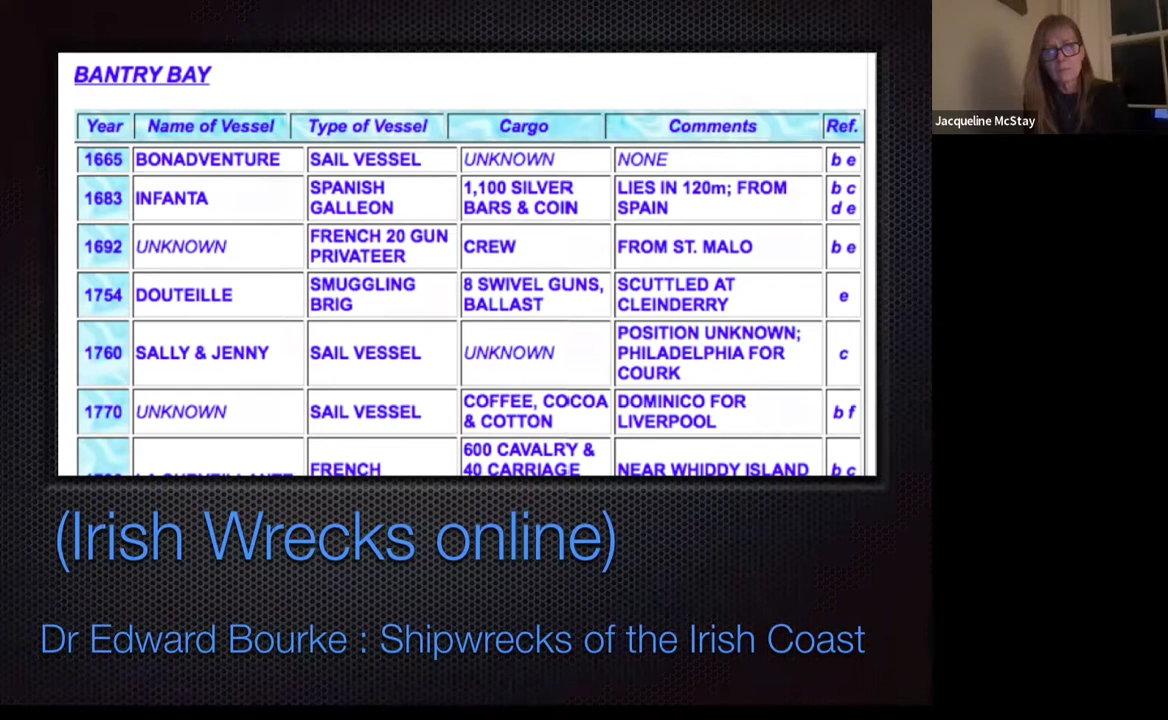 BANTRY BAY
Year Name of Vessel Type of Vessel Cargo Comments Ref.
1665 BONADVENTURE SAIL VESSEL UNKNOWN NONE b e
1683 INFANTA SPANISH GALLEON 1,100 SILVER BARS & COIN LIES IN 120m; FROM SPAIN b c d e
1692 UNKNOWN FRENCH 20 GUN PRIVATEER CREW FROM ST. MALO b e
1754 DOUTEILLE SMUGGLING BRIG 8 SWIVEL GUNS, BALLAST SCUTTLED AT CLEINDERRY e
1760 SALLY & JENNY SAIL VESSEL UNKNOWN POSITION UNKNOWN; PHILADELPHIA FOR COURK c
1770 UNKNOWN SAIL VESSEL COFFEE, COCOA & COTTON DOMINICO FOR LIVERPOOL b f
FRENCH 600 CAVALRY & 40 CARRIAGE NEAR WHIDDY ISLAND b c
(Irish Wrecks online)
Dr Edward Bourke : Shipwrecks of the Irish Coast
Jacqueline McStay